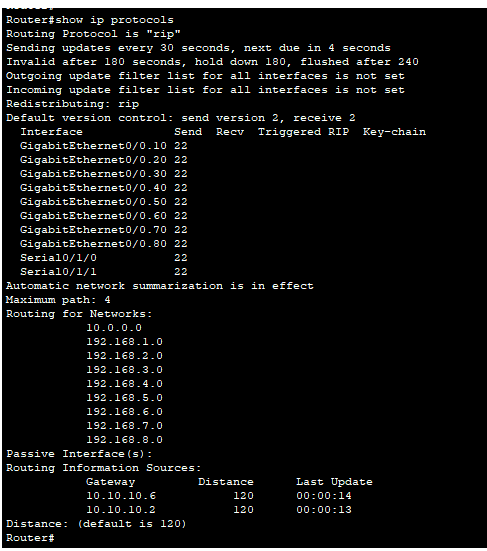 Router#show ip protocols
Routing Protocol is "rip"
Sending updates every 30 seconds, next due in 4 seconds
Invalid after 180 seconds, hold down 180, flushed after 240
Outgoing update filter list for all interfaces is not set
Incoming update filter list for all interfaces is not set
Redistributing: rip
Default version control: send version 2, receive 2
Interface Send Recv Triggered RIP Key-chain
GigabitEthernet0/0.10 22
GigabitEthernet0/0.20 22
GigabitEthernet0/0.30 22
GigabitEthernet0/0.40 22
GigabitEthernet0/0.50 22
GigabitEthernet0/0.60 22
GigabitEthernet0/0.70 22
GigabitEthernet0/0.80 22
Serial0/1/0 22
Serial0/1/1 22
Automatic network summarization is in effect
Maximum path: 4
Routing for Networks:
10.0.0.0
192.168.1.0
192.168.2.0
192.168.3.0
192.168.4.0
192.168.5.0
192.168.6.0
192.168.7.0
192.168.8.0
Passive Interface(s):
Routing Information Sources:
Gateway Distance Last Update
10.10.10.6 120 00:00:14
10.10.10.2 120 00:00:13
Distance: (default is 120)
Router#